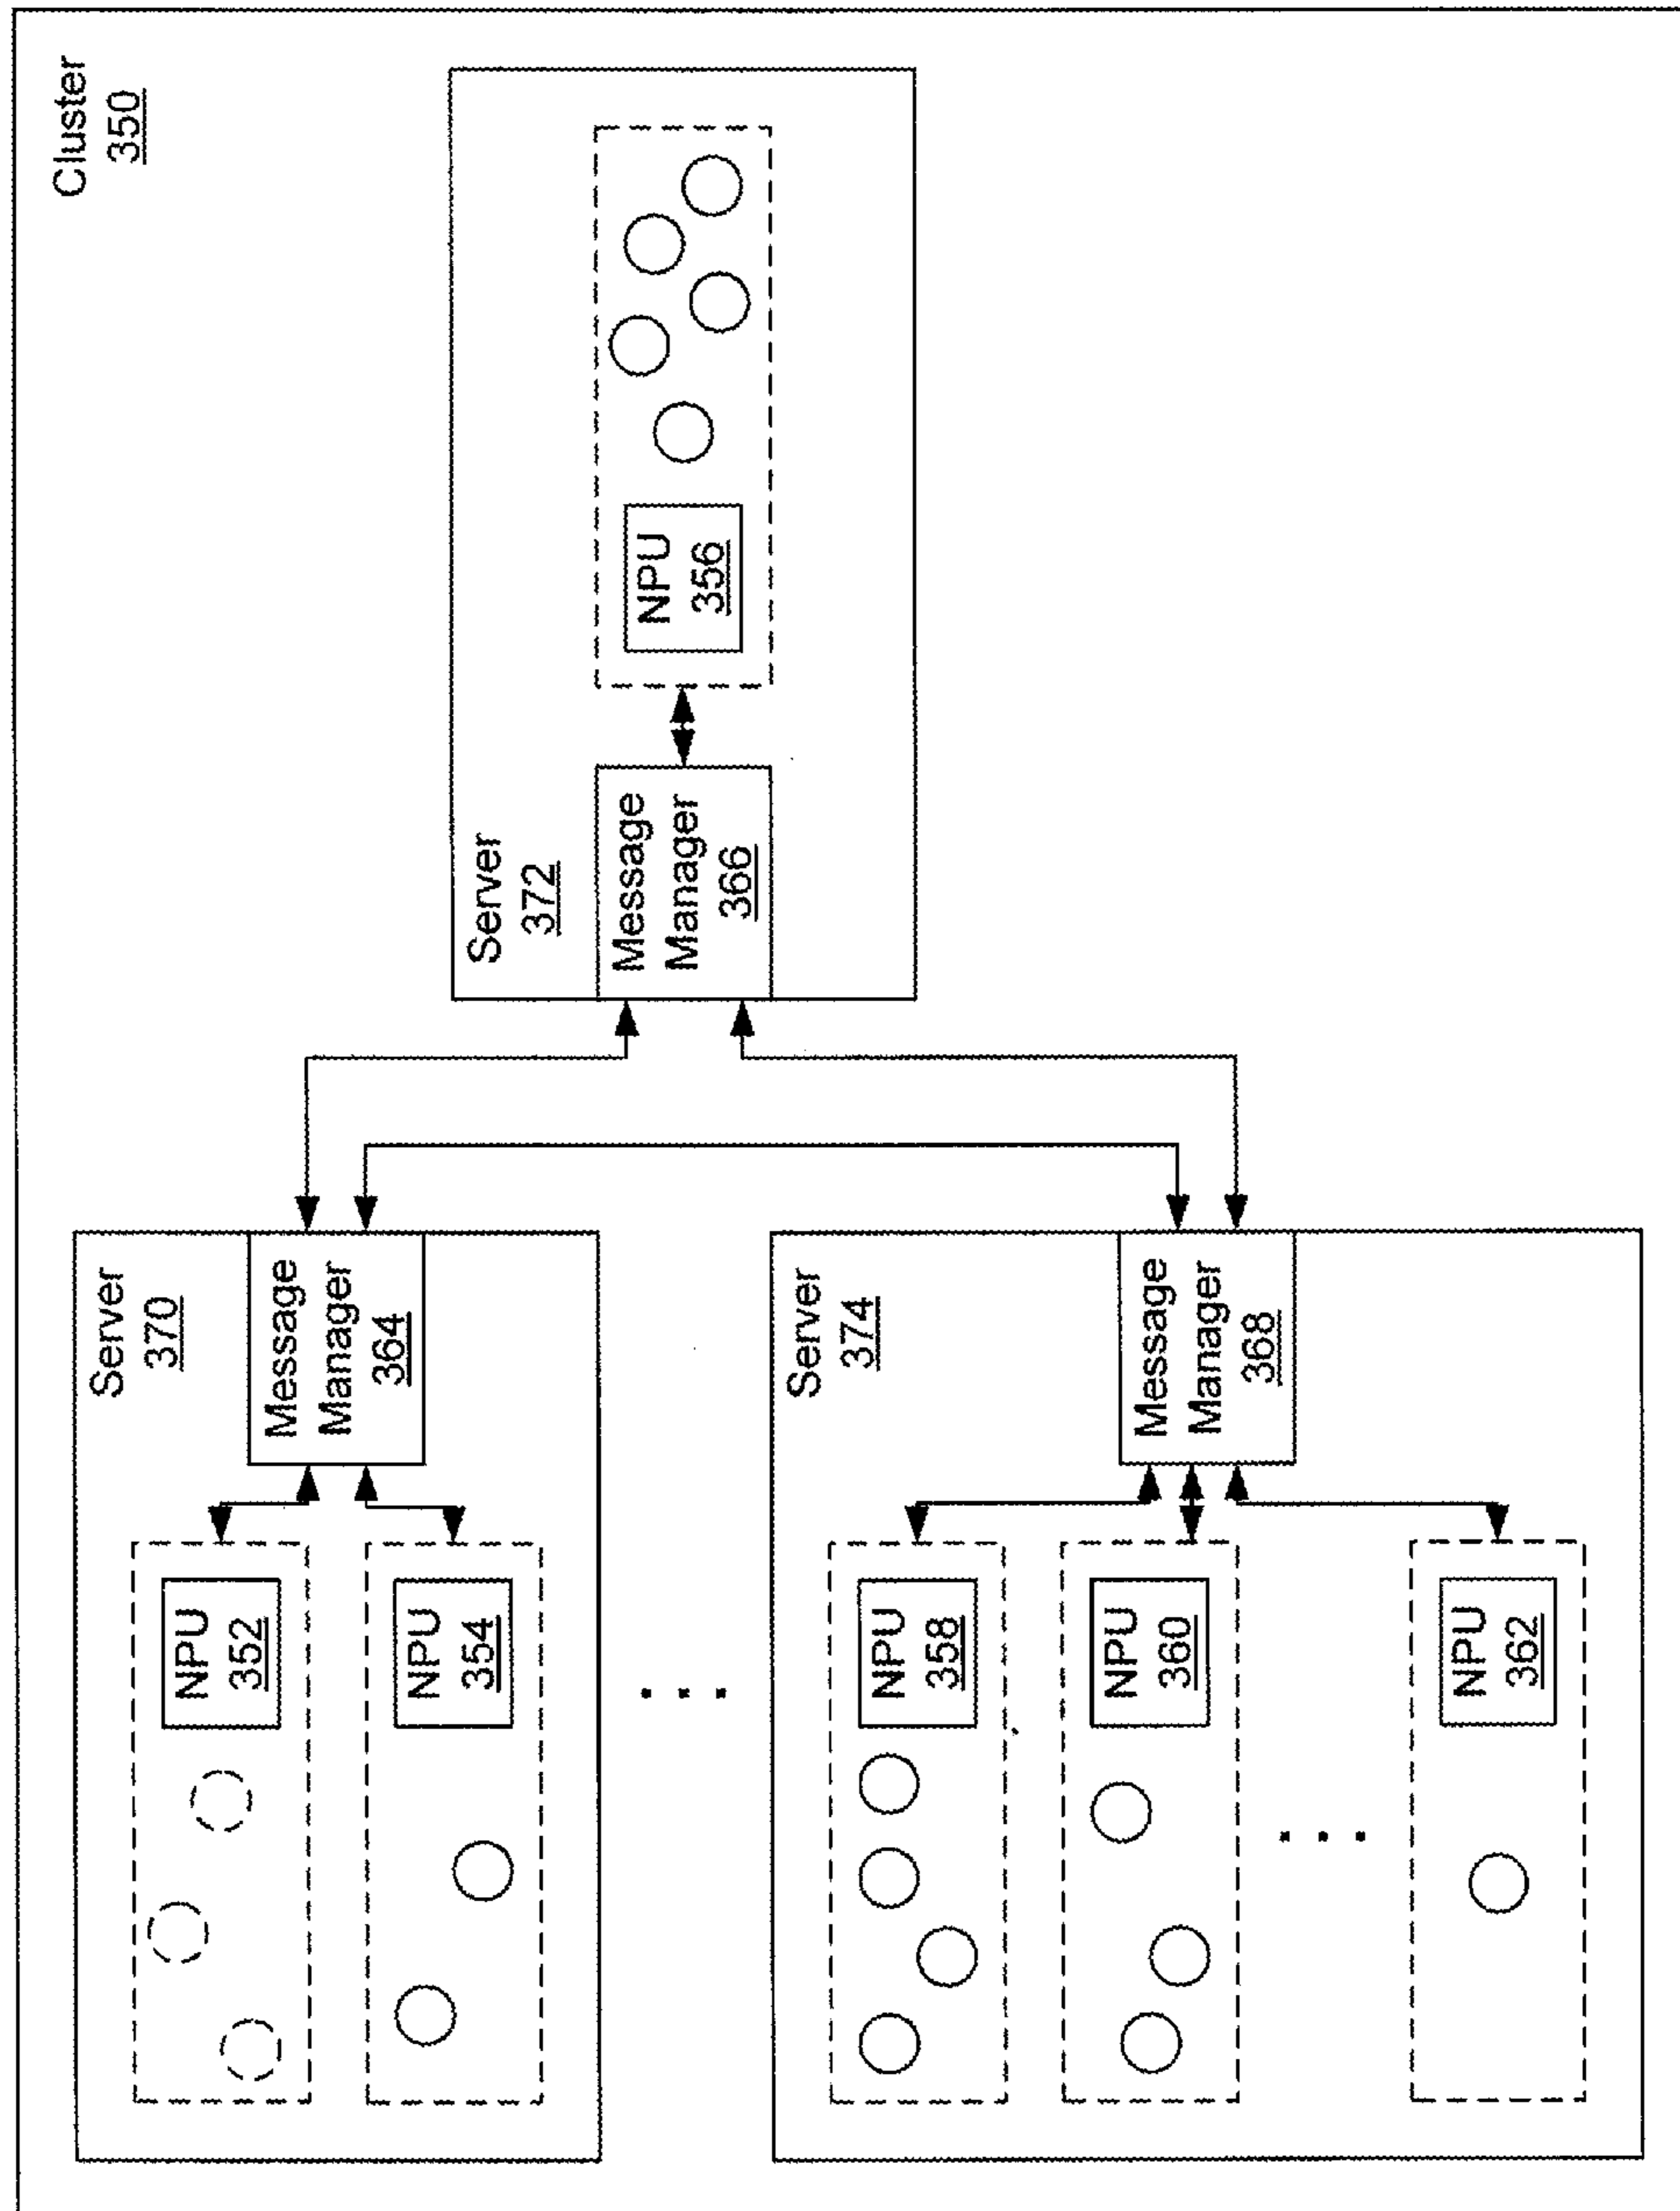 Cluster
350
Server
370
NPU
352
Message
Manager
364
NPU
354
Server
372
Message
Manager
366
NPU
356
Server
374
NPU
358
Message
Manager
368
NPU
360
NPU
362